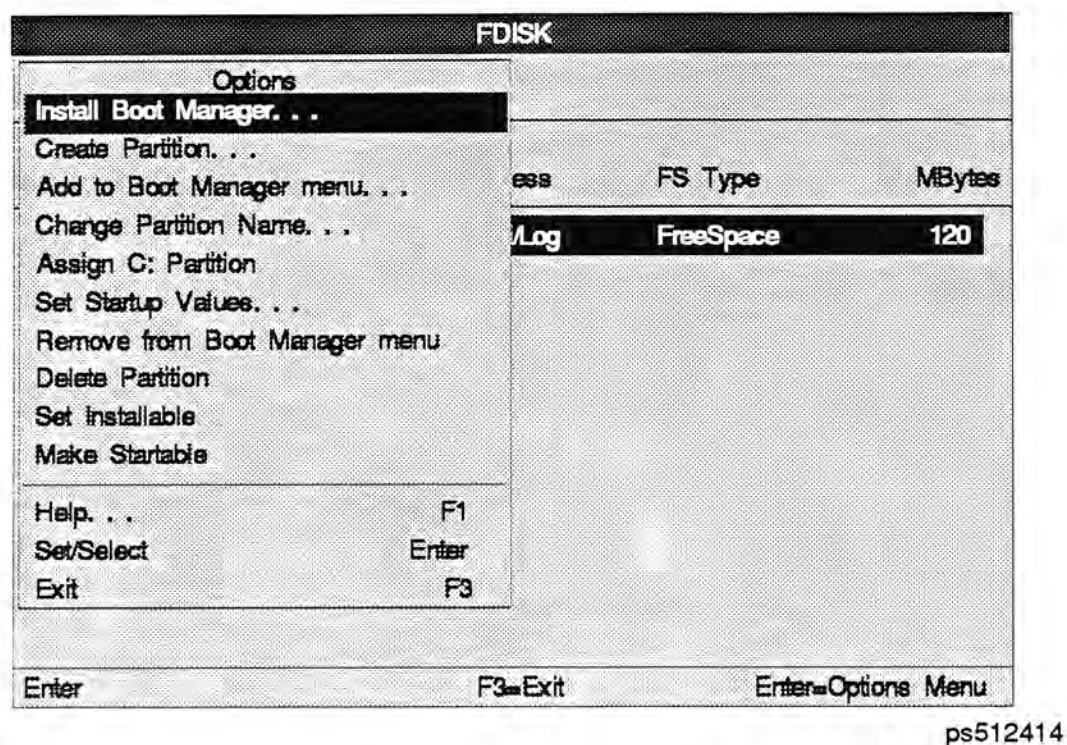 FDISK
Options
Install Boot Manager. . .
Create Partition. . .
Add to Boot Manager menu. . .
ess FS Type MBytes
Change Partition Name. . .
/Log FreeSpace 120
Assign C: Partition
Set Startup Values. . .
Remove from Boot Manager menu
Delete Partition
Set Installable
Make Startable
Help. . . F1
Set/Select Enter
Exit F3
Enter F3=Exit Enter=Options Menu
ps512414